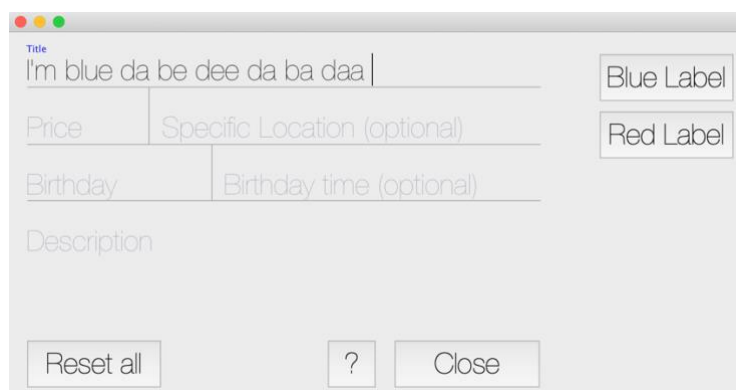 Title
I'm blue da be dee da ba daa
Blue Label
Price Specific Location (optional)
Red Label
Birthday Birthday time (optional)
Description
Reset all ? Close